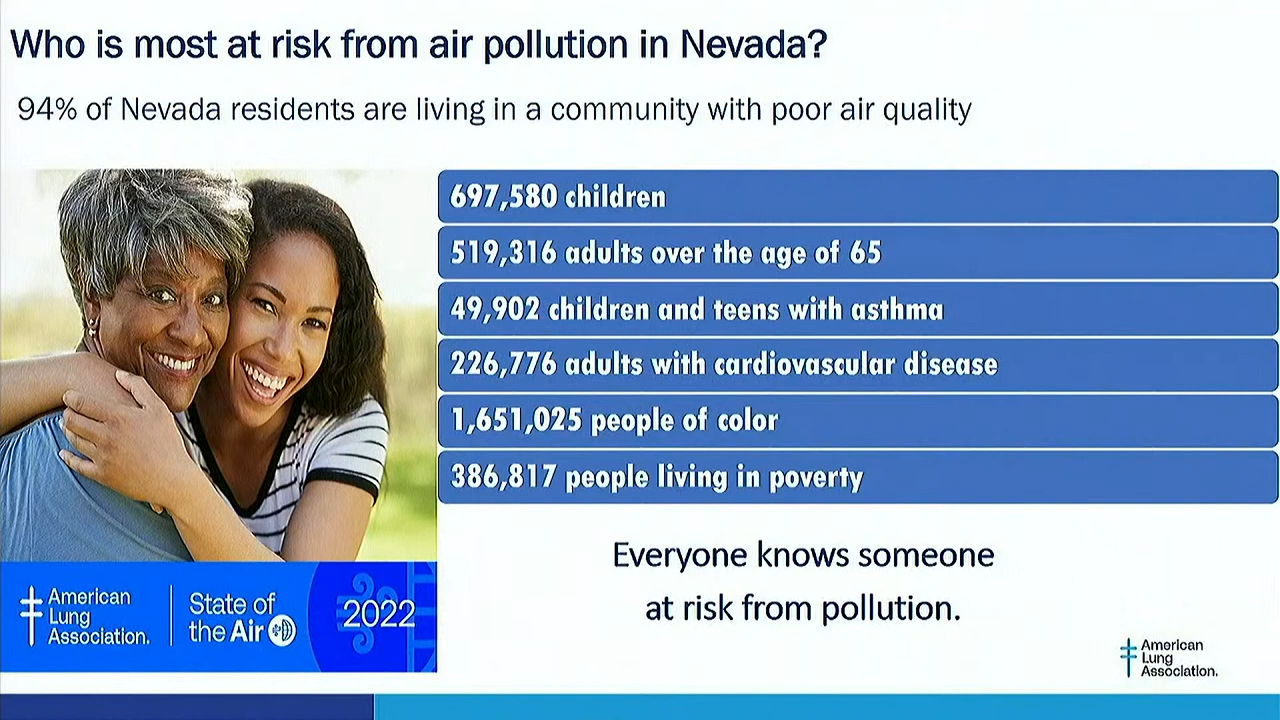 Who is most at risk from air pollution in Nevada?
94% of Nevada residents are living in a community with poor air quality
697,580 children
519,316 adults over the age of 65
49,902 children and teens with asthma
226,776 adults with cardiovascular disease
1,651,025 people of color
386,817 people living in poverty
Everyone knows someone
at risk from pollution.
American
Lung
Association.
State of
the Air
2022
American
Lung
Association.